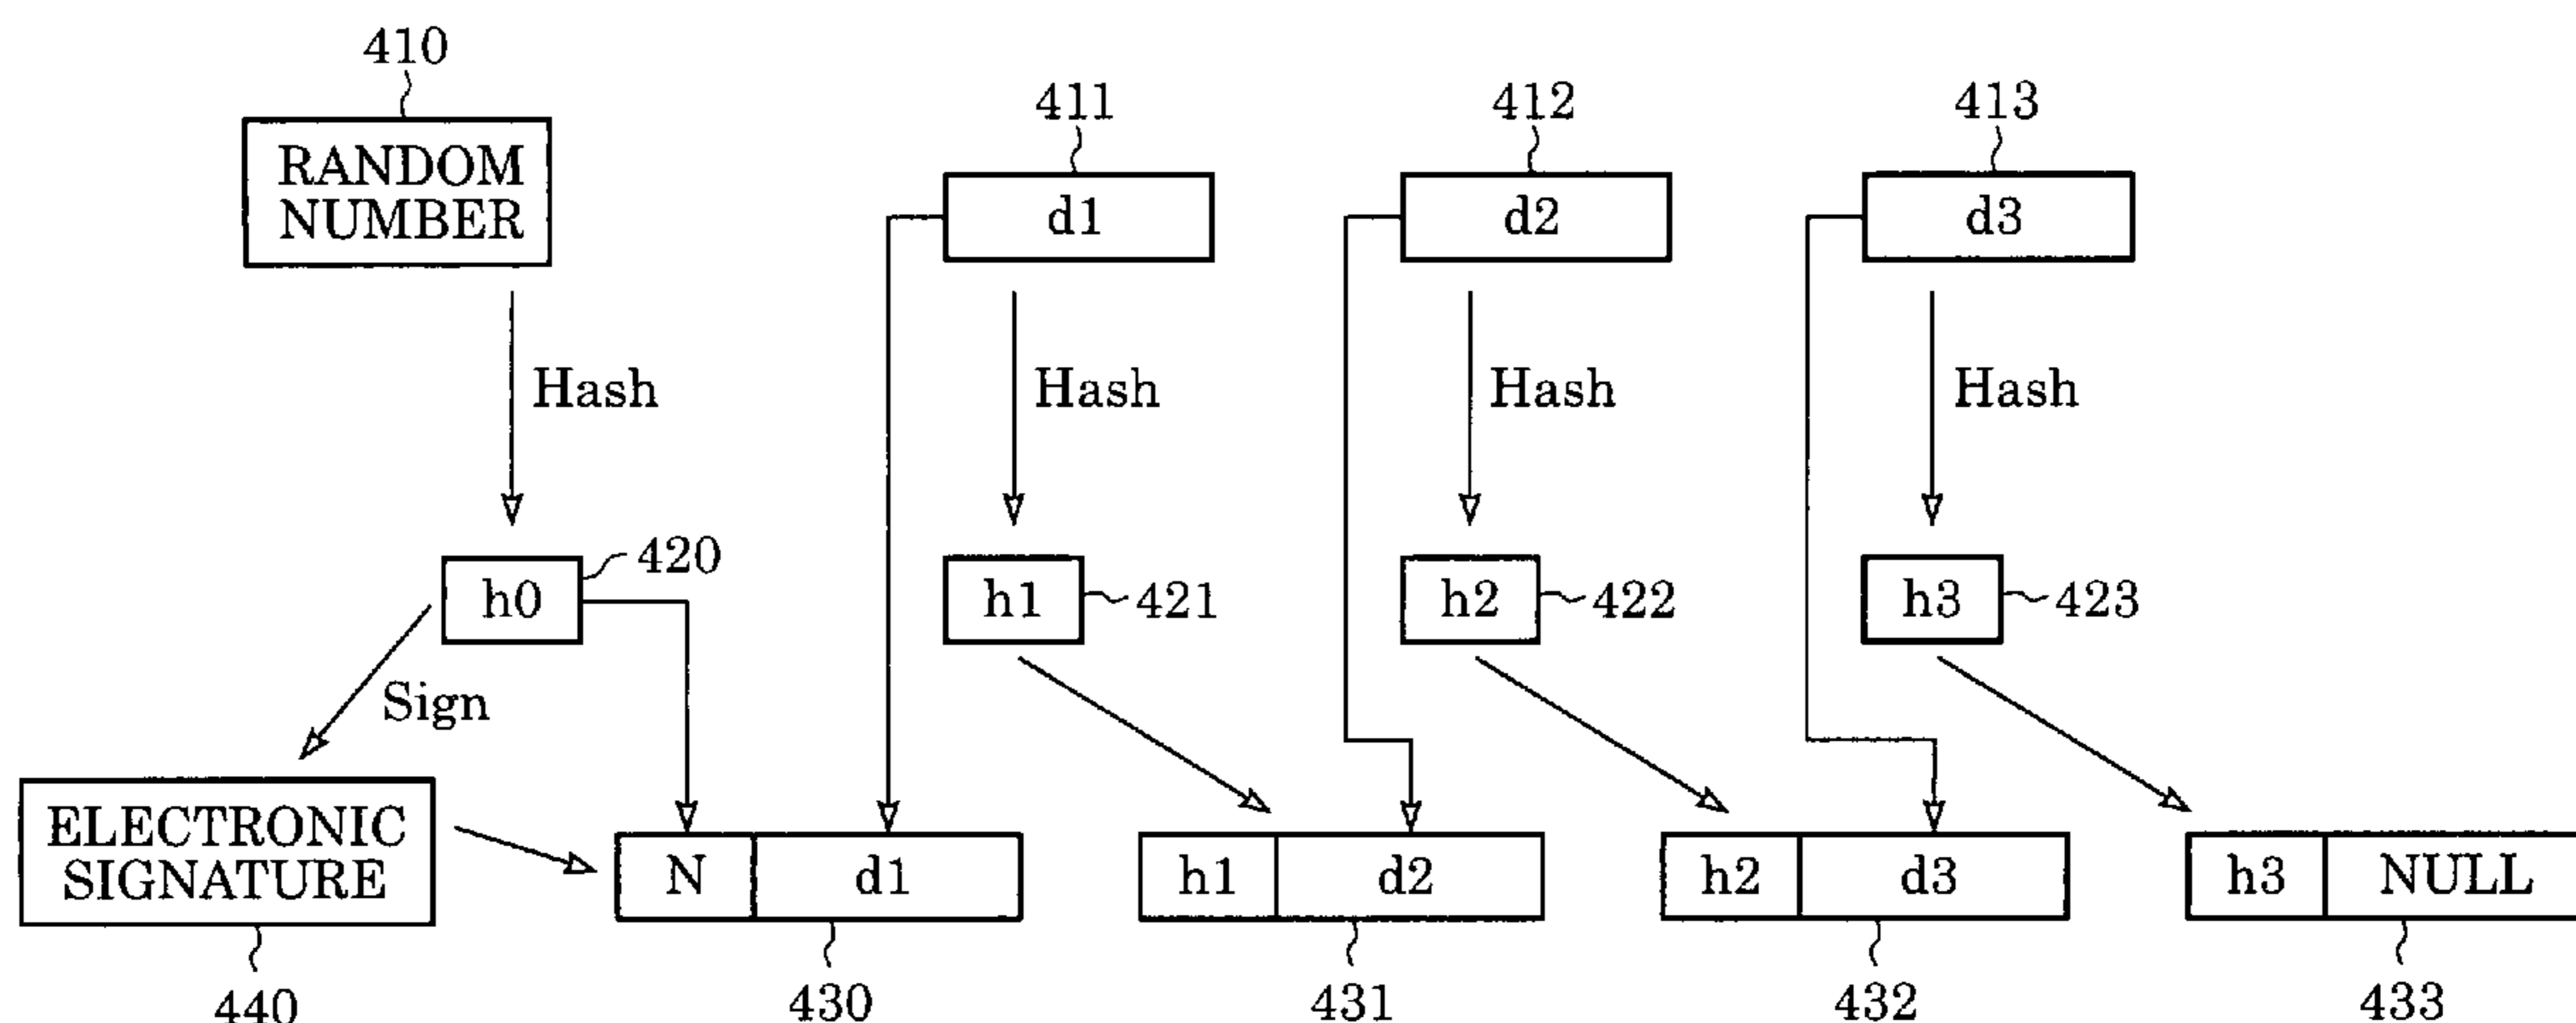 410
411
412
413
RANDOM
NUMBER
d1
d2
d3
Hash
Hash
Hash
Hash
h0
420
h1
421
h2
422
h3
423
Sign
ELECTRONIC
SIGNATURE
N
d1
h1
d2
h2
d3
h3
NULL
440
430
431
432
433